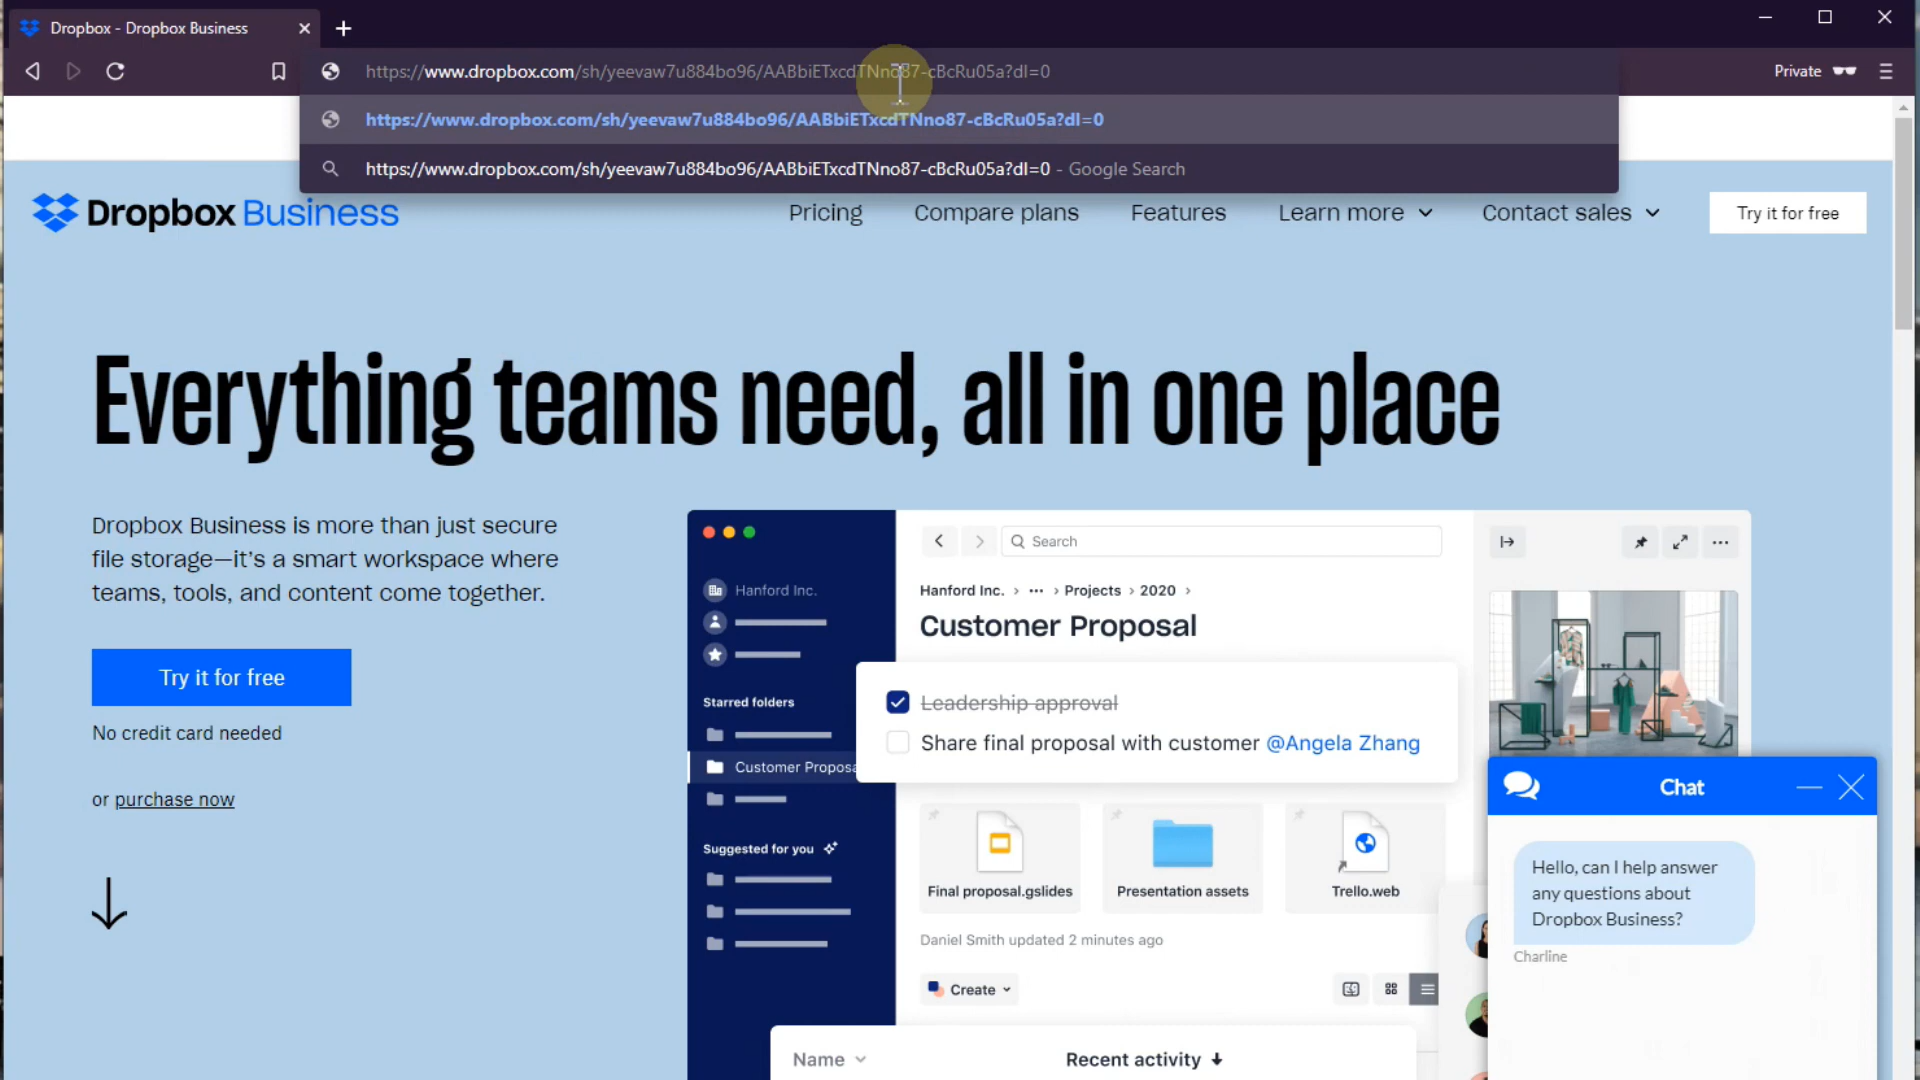 Dropbox - Dropbox Business
https://www.dropbox.com/sh/yeevaw7u884bo96/AABbiETxcdTNno87-cBcRu05a?dl=0
Private
https://www.dropbox.com/sh/yeevaw7u884bo96/AABbiETxcdTNno87-cBcRu05a?dl=0
https://www.dropbox.com/sh/yeevaw7u884bo96/AABbiETxcdTNno87-cBcRu05a?dl=0 - Google Search
Dropbox Business
Pricing
Compare plans
Features
Learn more
Contact sales
Try it for free
Everything teams need, all in one place
Dropbox Business is more than just secure
file storage—it's a smart workspace where
teams, tools, and content come together.
Try it for free
No credit card needed
or purchase now
Search
Hanford Inc.
Starred folders
Customer Proposa
Suggested for you
Hanford Inc. > ··· > Projects > 2020 >
Customer Proposal
Leadership approval
Share final proposal with customer @Angela Zhang
Final proposal.gslides
Presentation assets
Trello.web
Daniel Smith updated 2 minutes ago
Create
Name
Recent activity
Chat
Hello, can I help answer
any questions about
Dropbox Business?
Charline